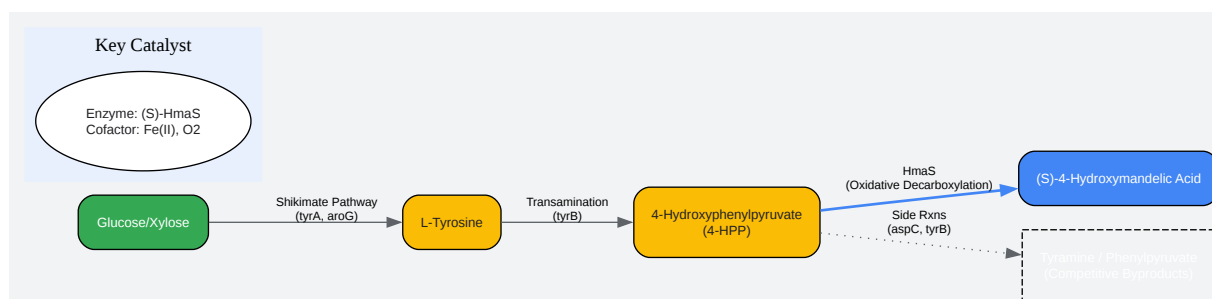 Key Catalyst
Enzyme: (S)-HmaS
Cofactor: Fe(II), O2
Glucose/Xylose
Shikimate Pathway
(tyrA, aroG)
L-Tyrosine
Transamination
(tyrB)
4-Hydroxyphenylpyruvate
(4-HPP)
HmaS
(Oxidative Decarboxylation)
(S)-4-Hydroxymandelic Acid
Side Rxns
(aspC, tyrB)
Tyramine / Phenylpyruvate
(Competitive Byproducts)